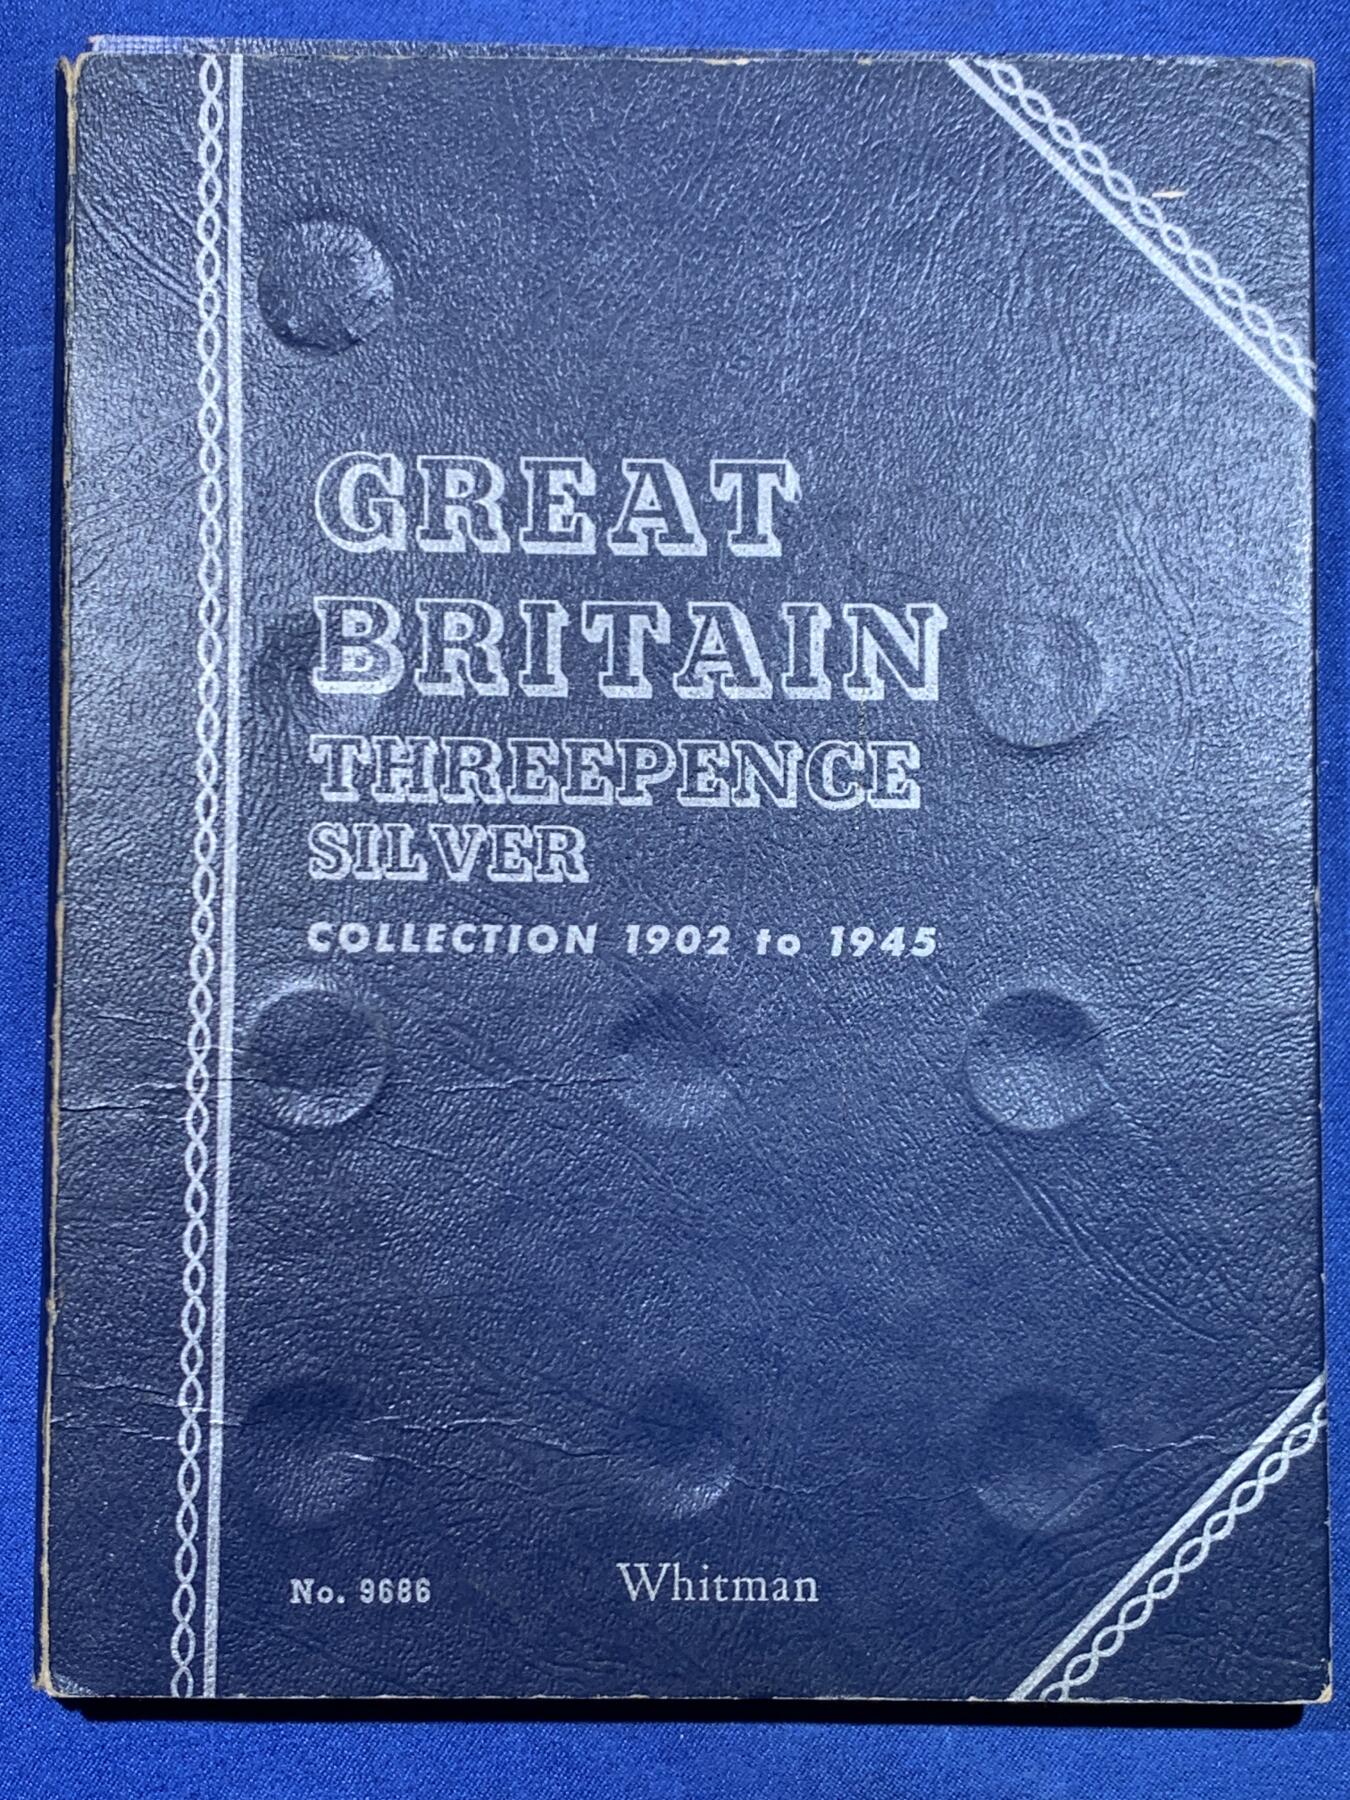 GREAT
BRITAIN
THREEPENCE
SILVER
COLLECTION 1902 to 1945
No. 9686
Whitman